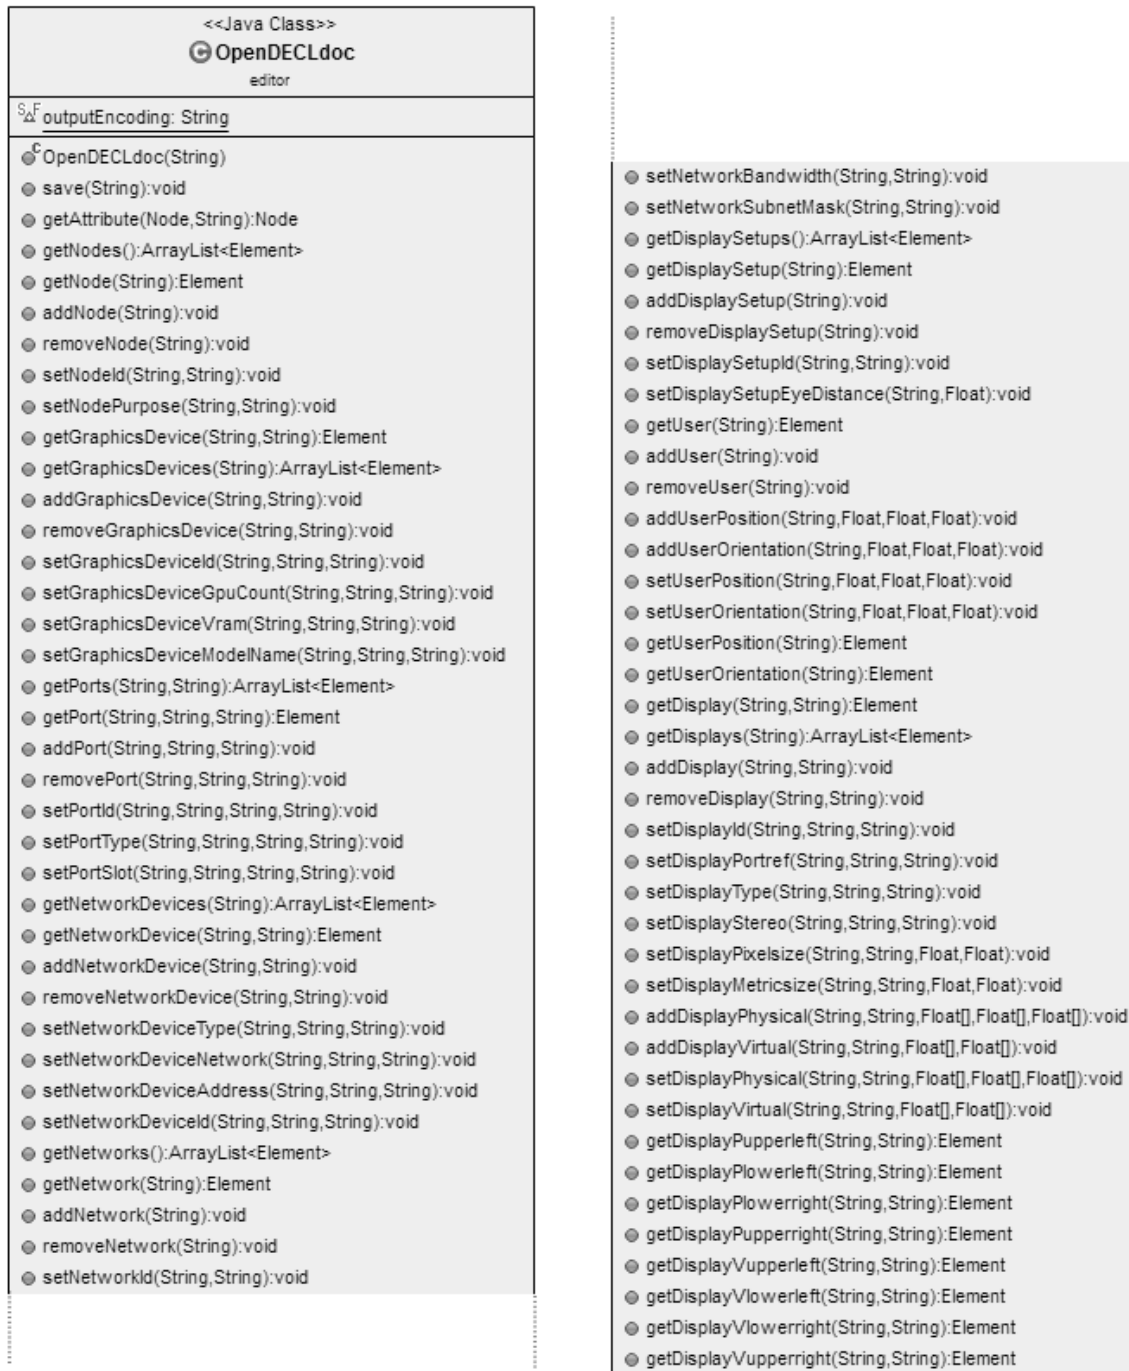 <<Java Class>>
OpenDECLdoc
editor
outputEncoding: String
OpenDECLdoc(String)
save(String):void
getAttribute(Node,String):Node
getNodes():ArrayList<Element>
getNode(String):Element
addNode(String):void
removeNode(String):void
setNodeId(String,String):void
setNodePurpose(String,String):void
getGraphicsDevice(String,String):Element
getGraphicsDevices(String):ArrayList<Element>
addGraphicsDevice(String,String):void
removeGraphicsDevice(String,String):void
setGraphicsDeviceId(String,String,String):void
setGraphicsDeviceGpuCount(String,String,String):void
setGraphicsDeviceVram(String,String,String):void
setGraphicsDeviceModelName(String,String,String):void
getPorts(String,String):ArrayList<Element>
getPort(String,String,String):Element
addPort(String,String,String):void
removePort(String,String,String):void
setPortId(String,String,String,String):void
setPortType(String,String,String,String):void
setPortSlot(String,String,String,String):void
getNetworkDevices(String):ArrayList<Element>
getNetworkDevice(String,String):Element
addNetworkDevice(String,String):void
removeNetworkDevice(String,String):void
setNetworkDeviceType(String,String,String):void
setNetworkDeviceNetwork(String,String,String):void
setNetworkDeviceAddress(String,String,String):void
setNetworkDeviceId(String,String,String):void
getNetworks():ArrayList<Element>
getNetwork(String):Element
addNetwork(String):void
removeNetwork(String):void
setNetworkId(String,String):void
setNetworkBandwidth(String,String):void
setNetworkSubnetMask(String,String):void
getDisplaySetups():ArrayList<Element>
getDisplaySetup(String):Element
addDisplaySetup(String):void
removeDisplaySetup(String):void
setDisplaySetupId(String,String):void
setDisplaySetupEyeDistance(String,Float):void
getUser(String):Element
addUser(String):void
removeUser(String):void
addUserPosition(String,Float,Float,Float):void
addUserOrientation(String,Float,Float,Float):void
setUserPosition(String,Float,Float,Float):void
setUserOrientation(String,Float,Float,Float):void
getUserPosition(String):Element
getUserOrientation(String):Element
getDisplay(String,String):Element
getDisplays(String):ArrayList<Element>
addDisplay(String,String):void
removeDisplay(String,String):void
setDisplayId(String,String,String):void
setDisplayPortref(String,String,String):void
setDisplayType(String,String,String):void
setDisplayStereo(String,String,String):void
setDisplayPixelsize(String,String,Float,Float):void
setDisplayMetricsize(String,String,Float,Float):void
addDisplayPhysical(String,String,Float[],Float[],Float[]):void
addDisplayVirtual(String,String,Float[],Float[]):void
setDisplayPhysical(String,String,Float[],Float[],Float[]):void
setDisplayVirtual(String,String,Float[],Float[]):void
getDisplayPupperleft(String,String):Element
getDisplayPlowerleft(String,String):Element
getDisplayPlowerright(String,String):Element
getDisplayPupperright(String,String):Element
getDisplayVupperleft(String,String):Element
getDisplayVlowerleft(String,String):Element
getDisplayVlowerright(String,String):Element
getDisplayVupperright(String,String):Element